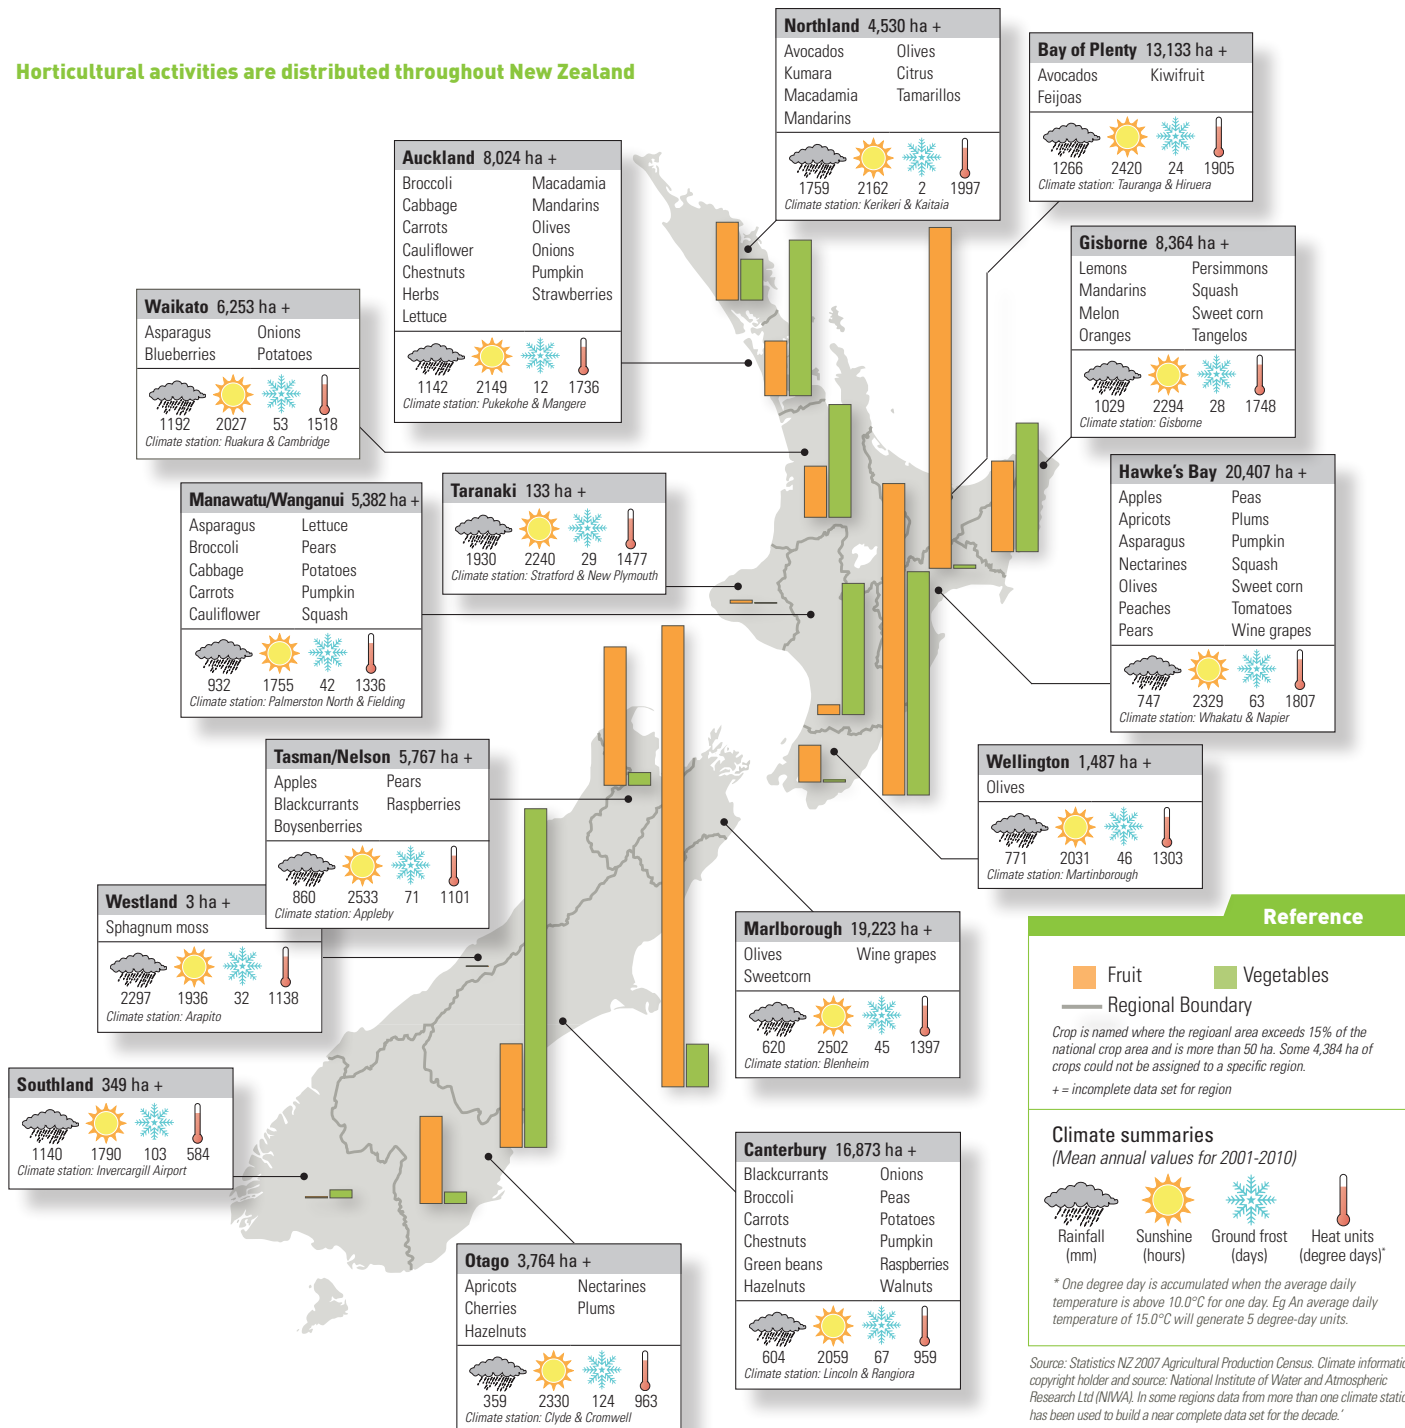 Horticultural activities are distributed throughout New Zealand
Northland 4,530 ha +
Avocados Olives
Kumara Citrus
Macadamia Tamarillos
Mandarins
1759 2162 2 1997
Climate station: Kerikeri & Kaitaia
Bay of Plenty 13,133 ha +
Avocados Kiwifruit
Feijoas
1266 2420 24 1905
Climate station: Tauranga & Hiruera
Auckland 8,024 ha +
Broccoli Macadamia
Cabbage Mandarins
Carrots Olives
Cauliflower Onions
Chestnuts Pumpkin
Herbs Strawberries
Lettuce
1142 2149 12 1736
Climate station: Pukekohe & Mangere
Gisborne 8,364 ha +
Lemons Persimmons
Mandarins Squash
Melon Sweet corn
Oranges Tangelos
1029 2294 28 1748
Climate station: Gisborne
Waikato 6,253 ha +
Asparagus Onions
Blueberries Potatoes
1192 2027 53 1518
Climate station: Ruakura & Cambridge
Hawke's Bay 20,407 ha +
Apples Peas
Apricots Plums
Asparagus Pumpkin
Nectarines Squash
Olives Sweet corn
Peaches Tomatoes
Pears Wine grapes
747 2329 63 1807
Climate station: Whakatu & Napier
Taranaki 133 ha +
1930 2240 29 1477
Climate station: Stratford & New Plymouth
Manawatu/Wanganui 5,382 ha +
Asparagus Lettuce
Broccoli Pears
Cabbage Potatoes
Carrots Pumpkin
Cauliflower Squash
932 1755 42 1336
Climate station: Palmerston North & Fielding
Tasman/Nelson 5,767 ha +
Apples Pears
Blackcurrants Raspberries
Boysenberries
860 2533 71 1101
Climate station: Appleby
Wellington 1,487 ha +
Olives
771 2031 46 1303
Climate station: Martinborough
Westland 3 ha +
Sphagnum moss
2297 1936 32 1138
Climate station: Arapito
Marlborough 19,223 ha +
Olives Wine grapes
Sweetcorn
620 2502 45 1397
Climate station: Blenheim
Southland 349 ha +
1140 1790 103 584
Climate station: Invercargill Airport
Canterbury 16,873 ha +
Blackcurrants Onions
Broccoli Peas
Carrots Potatoes
Chestnuts Pumpkin
Green beans Raspberries
Hazelnuts Walnuts
604 2059 67 959
Climate station: Lincoln & Rangiora
Otago 3,764 ha +
Apricots Nectarines
Cherries Plums
Hazelnuts
359 2330 124 963
Climate station: Clyde & Cromwell
Reference
Fruit Vegetables
Regional Boundary
Crop is named where the regioanl area exceeds 15% of the
national crop area and is more than 50 ha. Some 4,384 ha of
crops could not be assigned to a specific region.
+ = incomplete data set for region
Climate summaries
(Mean annual values for 2001-2010)
Rainfall Sunshine Ground frost Heat units
(mm) (hours) (days) (degree days)*
* One degree day is accumulated when the average daily
temperature is above 10.0°C for one day. Eg An average daily
temperature of 15.0°C will generate 5 degree-day units.
Source: Statistics NZ 2007 Agricultural Production Census. Climate informatio
copyright holder and source: National Institute of Water and Atmospheric
Research Ltd (NIWA). In some regions data from more than one climate statio
has been used to build a near complete data set for the decade.'